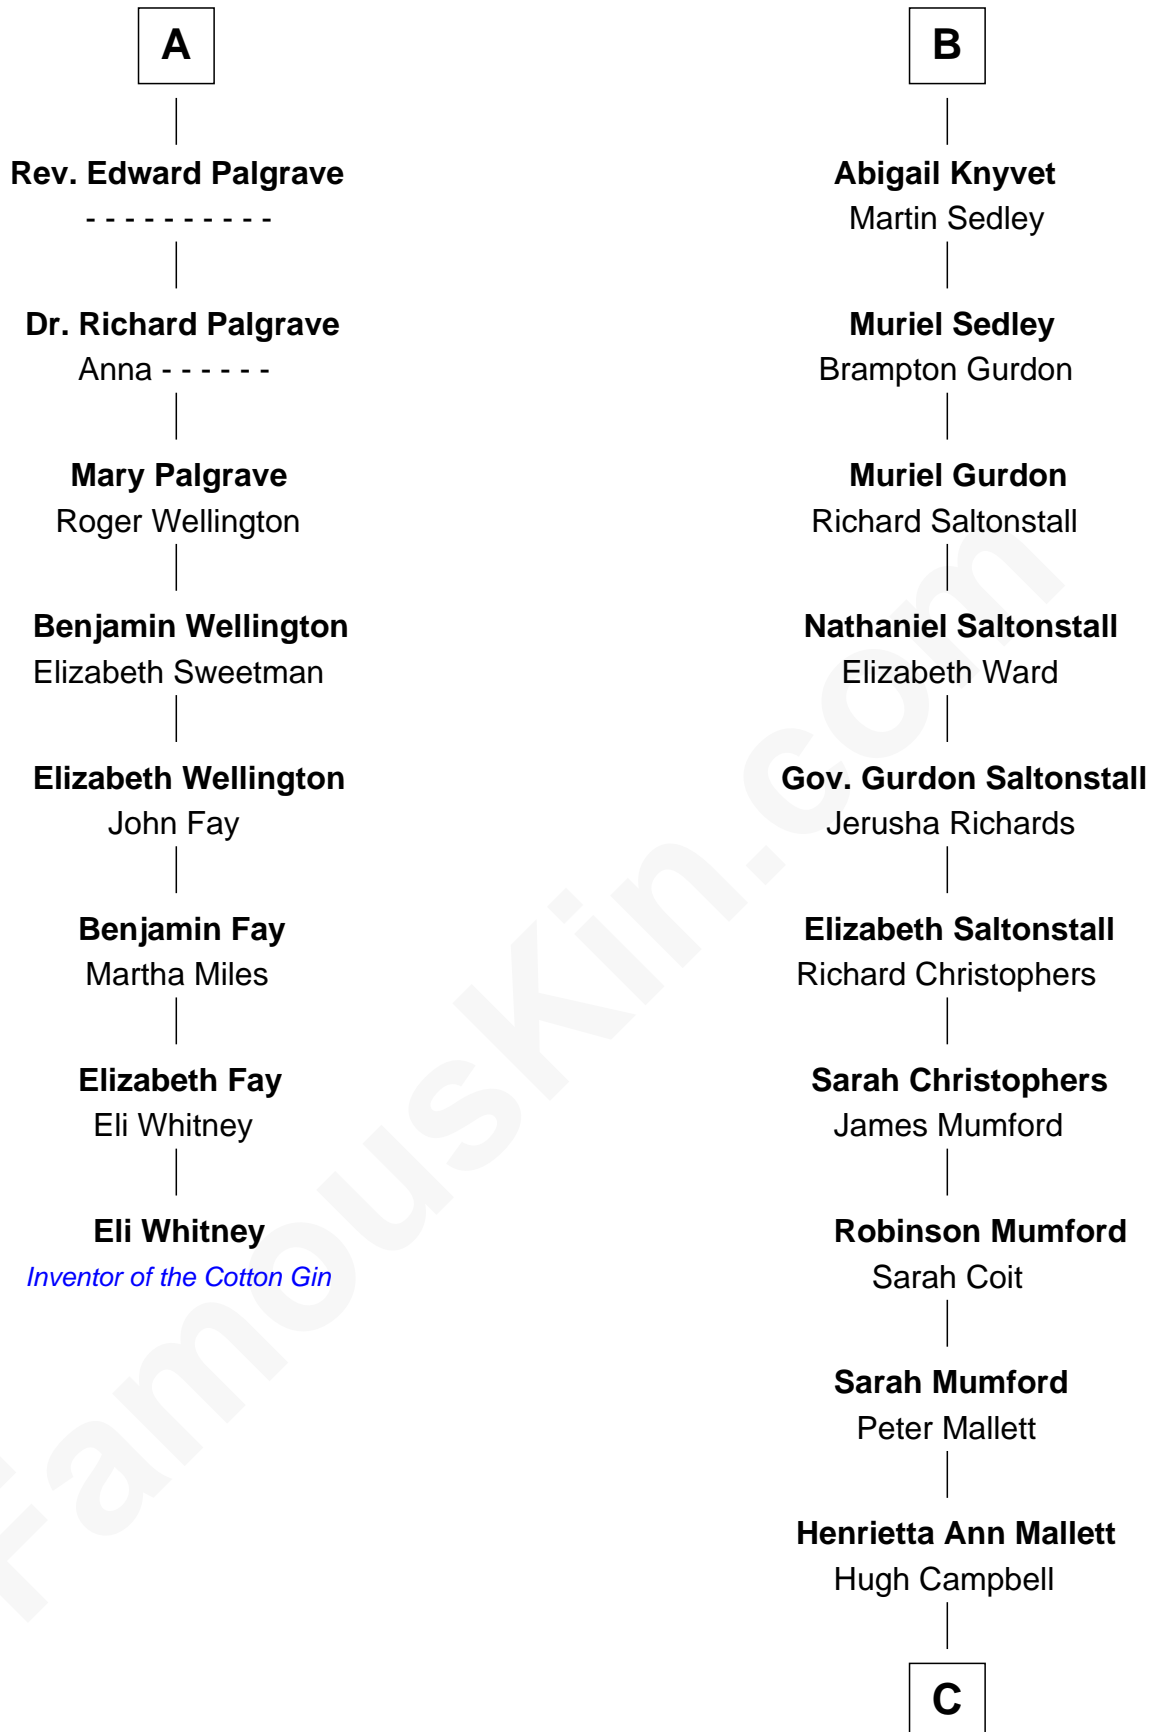 A
Rev. Edward Palgrave
- - - - - - - - - -
Dr. Richard Palgrave
Anna - - - - - -
Mary Palgrave
Roger Wellington
Benjamin Wellington
Elizabeth Sweetman
Elizabeth Wellington
John Fay
Benjamin Fay
Martha Miles
Elizabeth Fay
Eli Whitney
Eli Whitney
Inventor of the Cotton Gin
B
Abigail Knyvet
Martin Sedley
Muriel Sedley
Brampton Gurdon
Muriel Gurdon
Richard Saltonstall
Nathaniel Saltonstall
Elizabeth Ward
Gov. Gurdon Saltonstall
Jerusha Richards
Elizabeth Saltonstall
Richard Christophers
Sarah Christophers
James Mumford
Robinson Mumford
Sarah Coit
Sarah Mumford
Peter Mallett
Henrietta Ann Mallett
Hugh Campbell
C
FamousKin.com